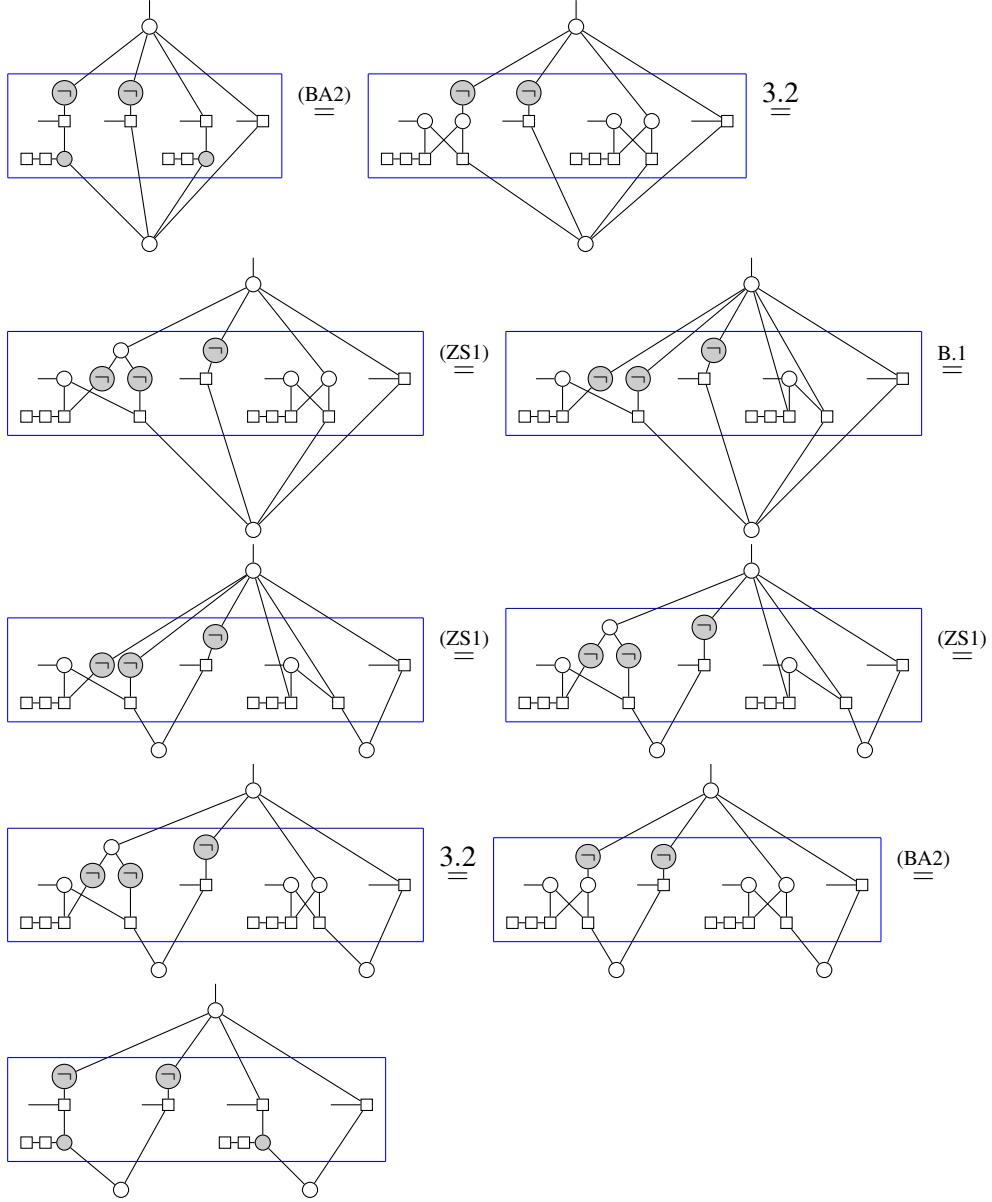 ¬ ¬ (BA2) = ¬ ¬ 3.2 =
¬ ¬ ¬ (ZS1) = ¬ ¬ ¬ B.1 =
¬ ¬ ¬ (ZS1) = ¬ ¬ ¬ (ZS1) =
¬ ¬ ¬ 3.2 = ¬ ¬ (BA2) =
¬ ¬